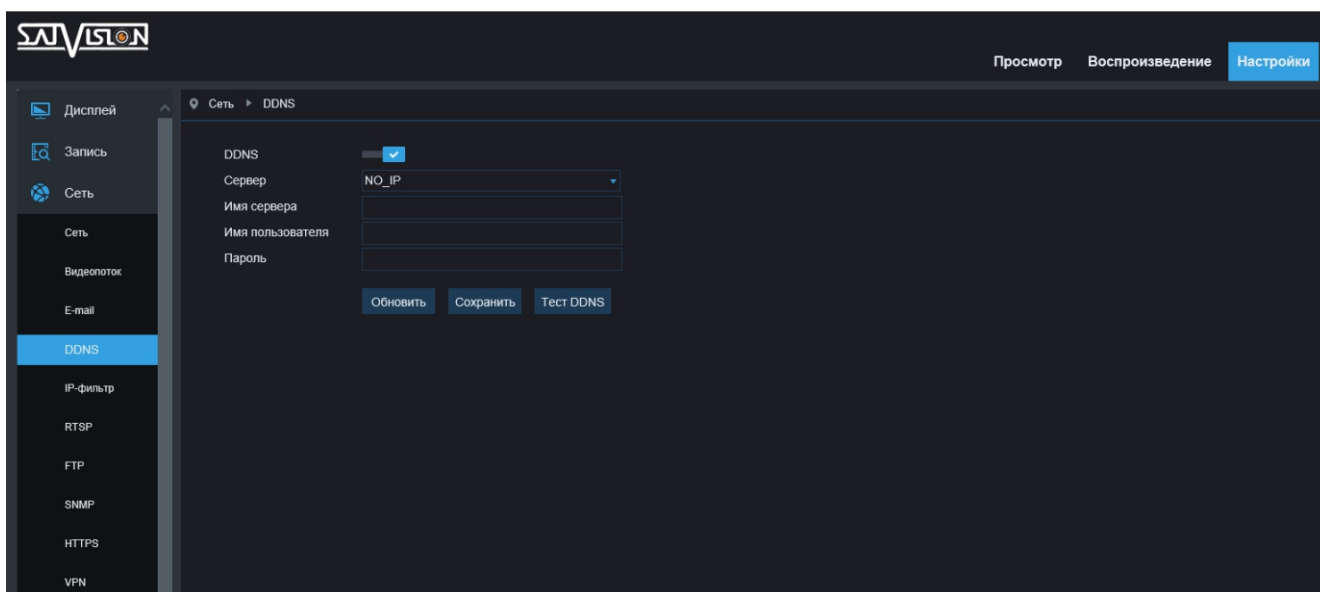 SATVISION
Просмотр Воспроизведение Настройки
Дисплей
Запись
Сеть
Сеть
Видеопоток
E-mail
DDNS
IP-фильтр
RTSP
FTP
SNMP
HTTPS
VPN
Сеть DDNS
DDNS
Сервер NO_IP
Имя сервера
Имя пользователя
Пароль
Обновить Сохранить Тест DDNS